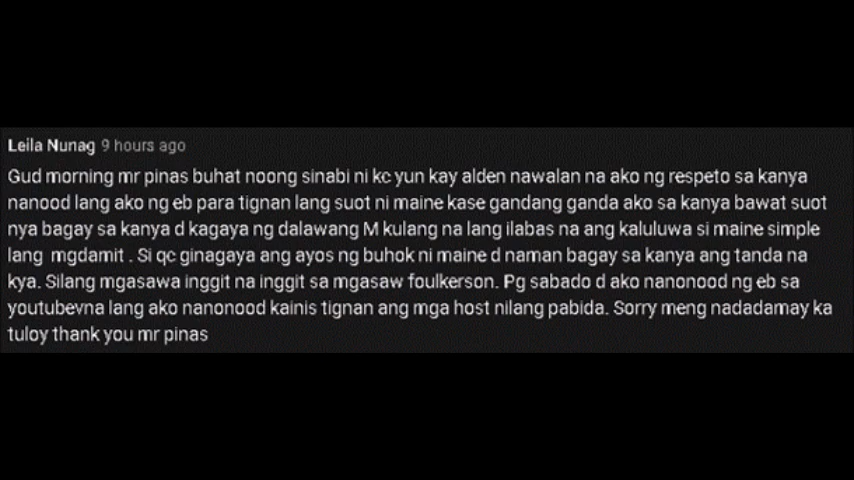 Leila Nunag 9 hours ago
Gud morning mr pinas buhat noong sinabi ni kc yun kay alden nawalan na ako ng respeto sa kanya
nanood lang ako ng eb para tignan lang suot ni maine kase gandang ganda ako sa kanya bawat suot
nya bagay sa kanya d kagaya ng dalawang M kulang na lang ilabas na ang kaluluwa si maine simple
lang mgdamit . Si qc ginagaya ang ayos ng buhok ni maine d naman bagay sa kanya ang tanda na
kya. Silang mgasawa inggit na inggit sa mgasaw foulkerson. Pg sabado d ako nanonood ng eb sa
youtubevna lang ako nanonood kainis tignan ang mga host nilang pabida. Sorry meng nadadamay ka
tuloy thank you mr pinas